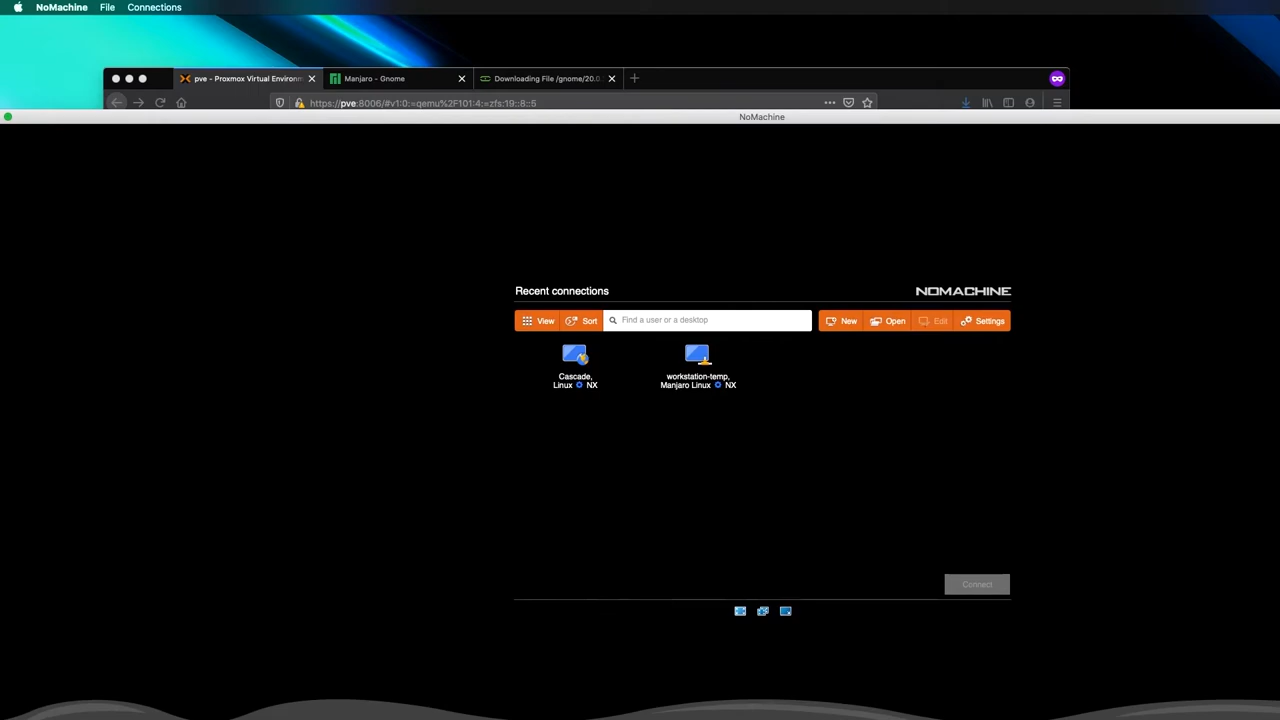 NoMachine File Connections
pve - Proxmox Virtual Environm
Manjaro - Gnome
Downloading File /gnome/20.0
https://pve:8006/#v1:0:=qemu%2F101:4:=zfs:19::8::5
NoMachine
Recent connections
NOMACHINE
View Sort Find a user or a desktop New Open Edit Settings
Cascade,
Linux NX
workstation-temp,
Manjaro Linux NX
Connect